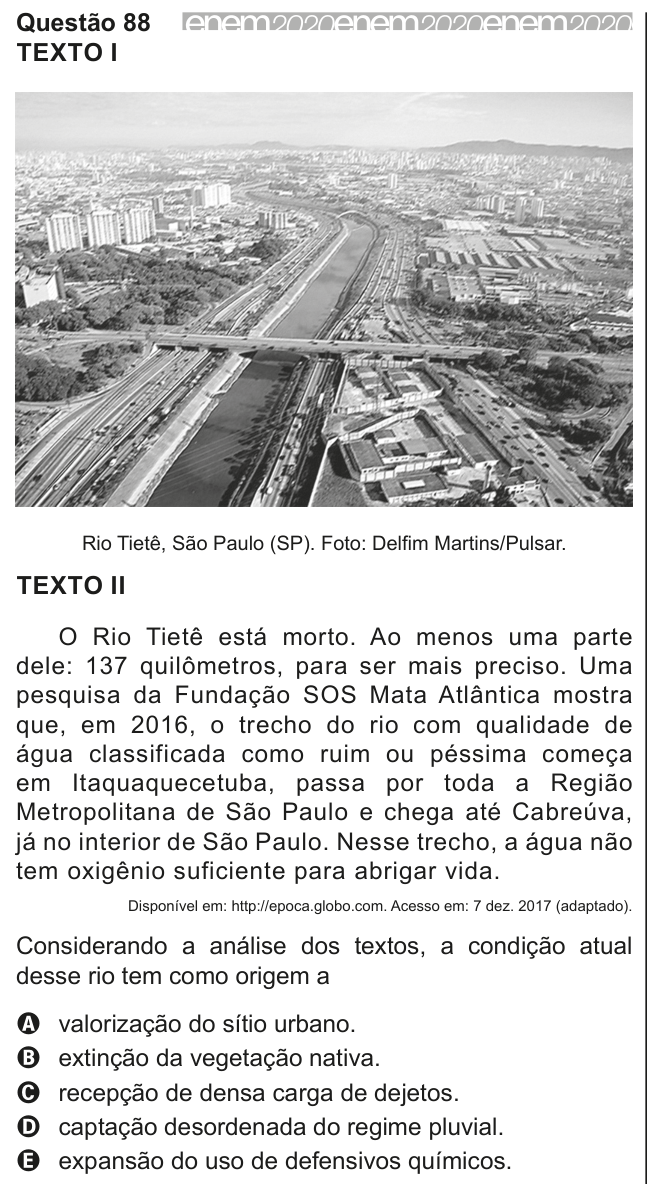 Questão 88 enem2020enem2020enem2020
TEXTO I
Rio Tietê, São Paulo (SP). Foto: Delfim Martins/Pulsar.
TEXTO II
O Rio Tietê está morto. Ao menos uma parte
dele: 137 quilômetros, para ser mais preciso. Uma
pesquisa da Fundação SOS Mata Atlântica mostra
que, em 2016, o trecho do rio com qualidade de
água classificada como ruim ou péssima começa
em Itaquaquecetuba, passa por toda a Região
Metropolitana de São Paulo e chega até Cabreúva,
já no interior de São Paulo. Nesse trecho, a água não
tem oxigênio suficiente para abrigar vida.
Disponível em: http://epoca.globo.com. Acesso em: 7 dez. 2017 (adaptado).
Considerando a análise dos textos, a condição atual
desse rio tem como origem a
A valorização do sítio urbano.
B extinção da vegetação nativa.
C recepção de densa carga de dejetos.
D captação desordenada do regime pluvial.
E expansão do uso de defensivos químicos.